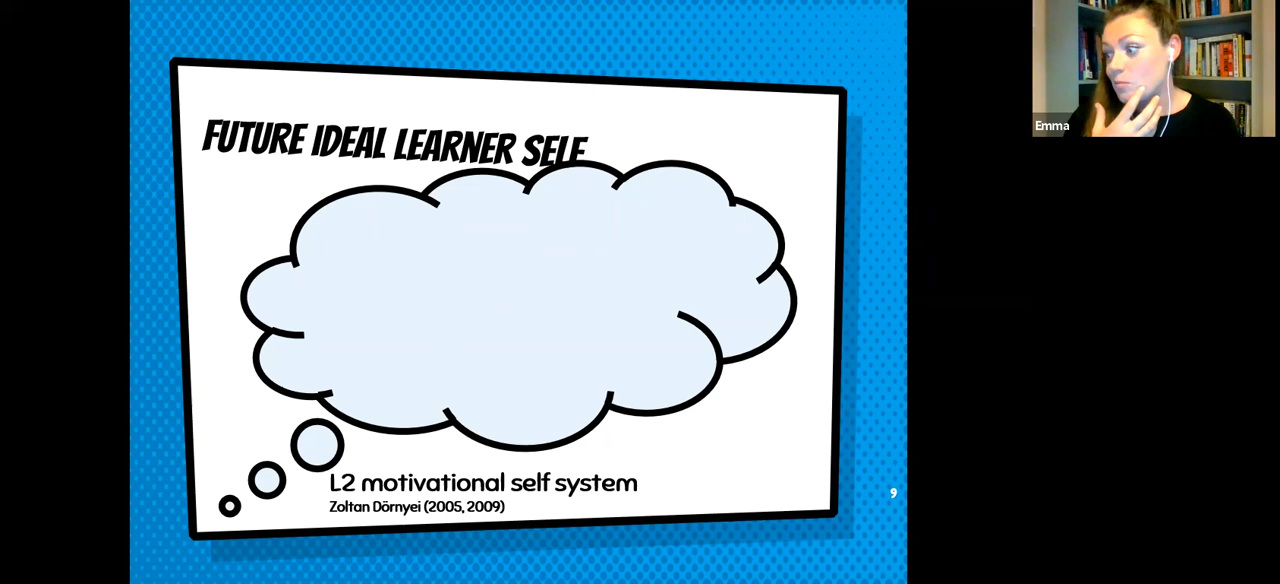 FUTURE IDEAL LEARNER SELF
L2 motivational self system
Zoltan Dörnyei (2005, 2009)
9
Emma